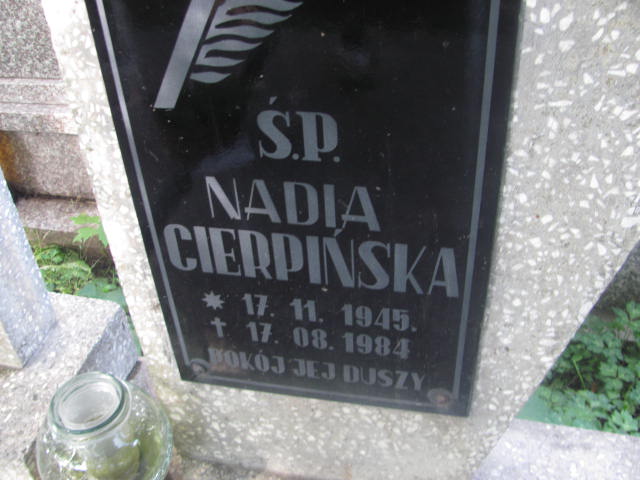 Ś.P.
NADIA
CIERPIŃSKA
* 17. 11. 1945.
† 17. 08. 1984
POKÓJ JEJ DUSZY